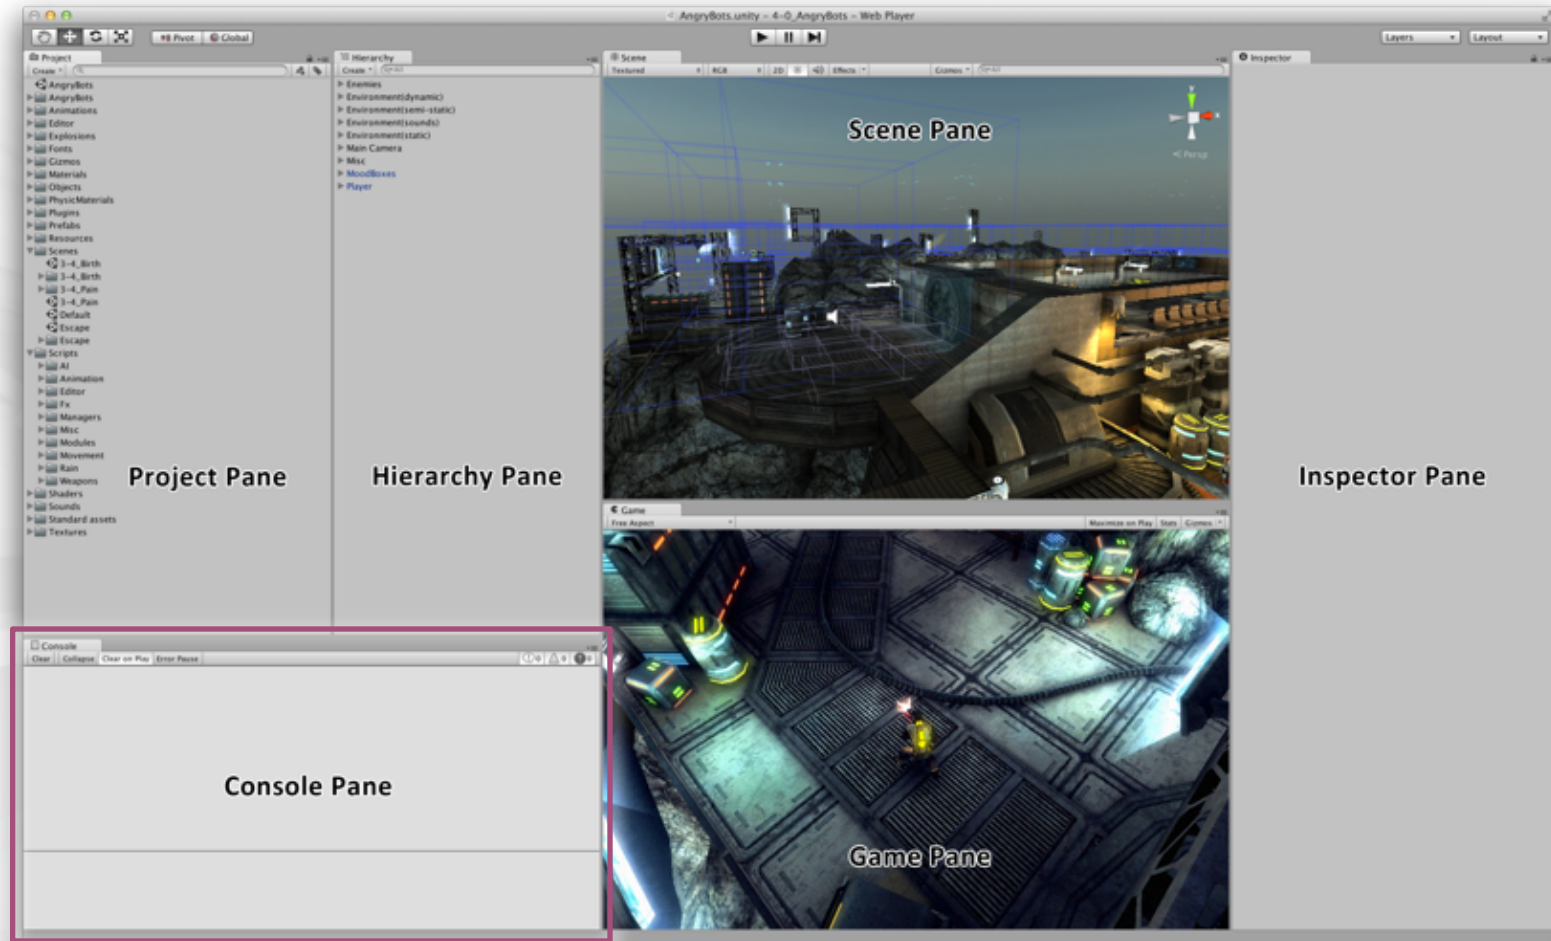 AngryBots.unity – 4-0_AngryBots – Web Player
Pivot Global
Layers Layout
Project
Create
AngryBots
AngryBots
Animations
Editor
Explosions
Fonts
Gizmos
Materials
Objects
PhysicMaterials
Plugins
Prefabs
Resources
Scenes
3-4_Birth
3-4_Birth
3-4_Pain
3-4_Pain
Default
Escape
Escape
Scripts
AI
Animation
Editor
Fx
Managers
Misc
Modules
Movement
Rain
Weapons
Shaders
Sounds
Standard assets
Textures
Project Pane
Hierarchy
Create All
Enemies
Environment(dynamic)
Environment(semi-static)
Environment(sounds)
Environment(static)
Main Camera
Misc
MoodBoxes
Player
Hierarchy Pane
Scene
Textured RGB 2D Effects Gizmos All
Scene Pane
y
x
Persp
Game
Free Aspect Maximize on Play Stats Gizmos
Game Pane
Inspector
Inspector Pane
Console
Clear Collapse Clear on Play Error Pause 0 0 0
Console Pane